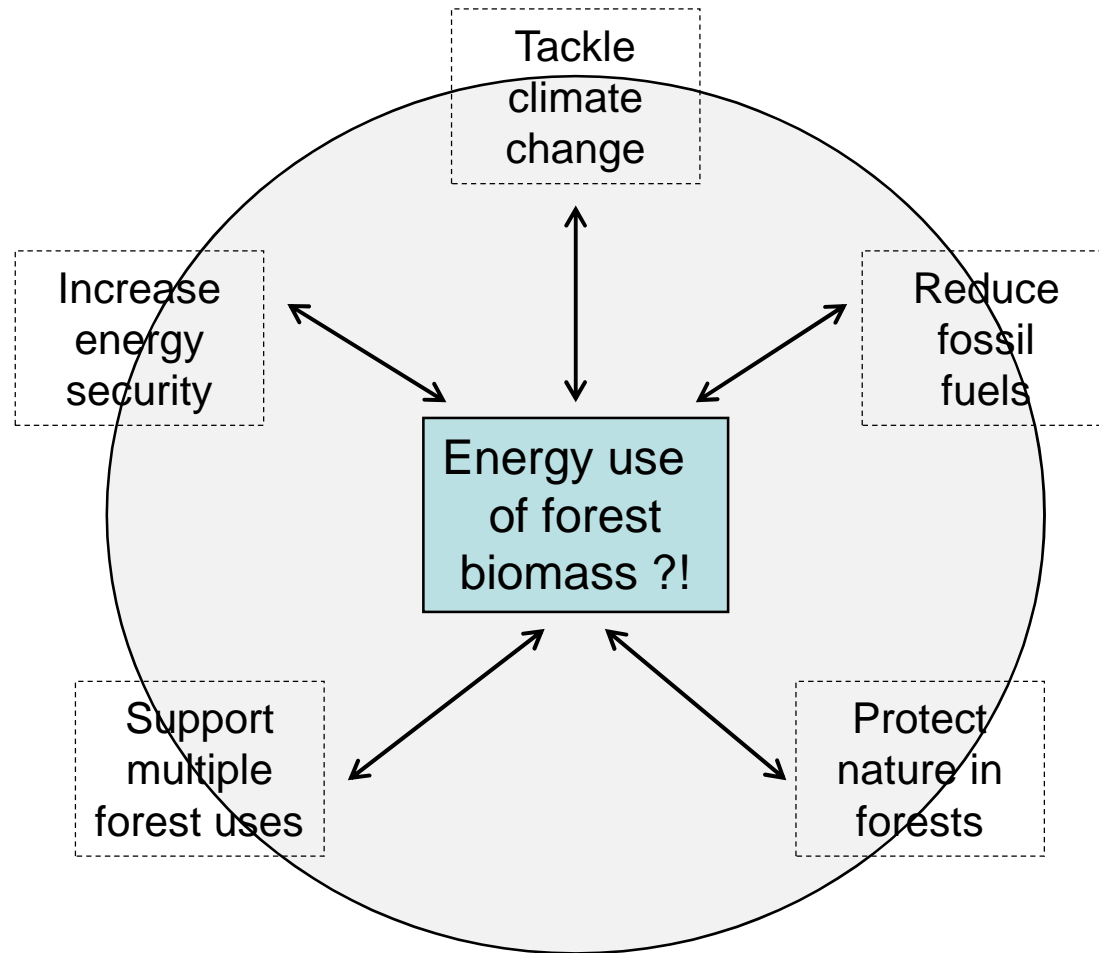 Tackle
climate
change
Increase
energy
security
Reduce
fossil
fuels
Energy use
of forest
biomass ?!
Support
multiple
forest uses
Protect
nature in
forests